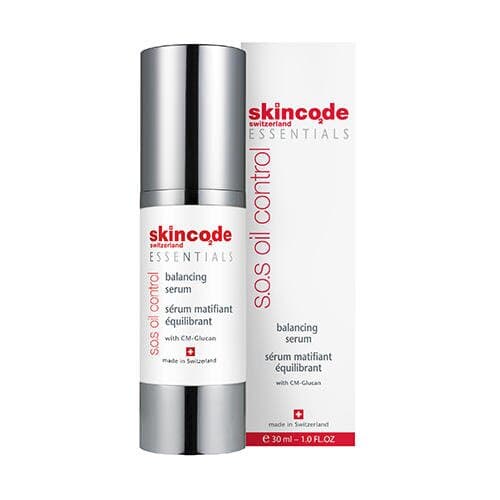 skincode
switzerland
ESSENTIALS
s.o.s oil control
balancing
serum
sérum matifiant
équilibrant
with CM-Glucan
made in Switzerland
skincode
switzerland
ESSENTIALS
s.o.s oil control
balancing
serum
sérum matifiant
équilibrant
with CM-Glucan
made in Switzerland
e 30 ml – 1.0 FL.OZ